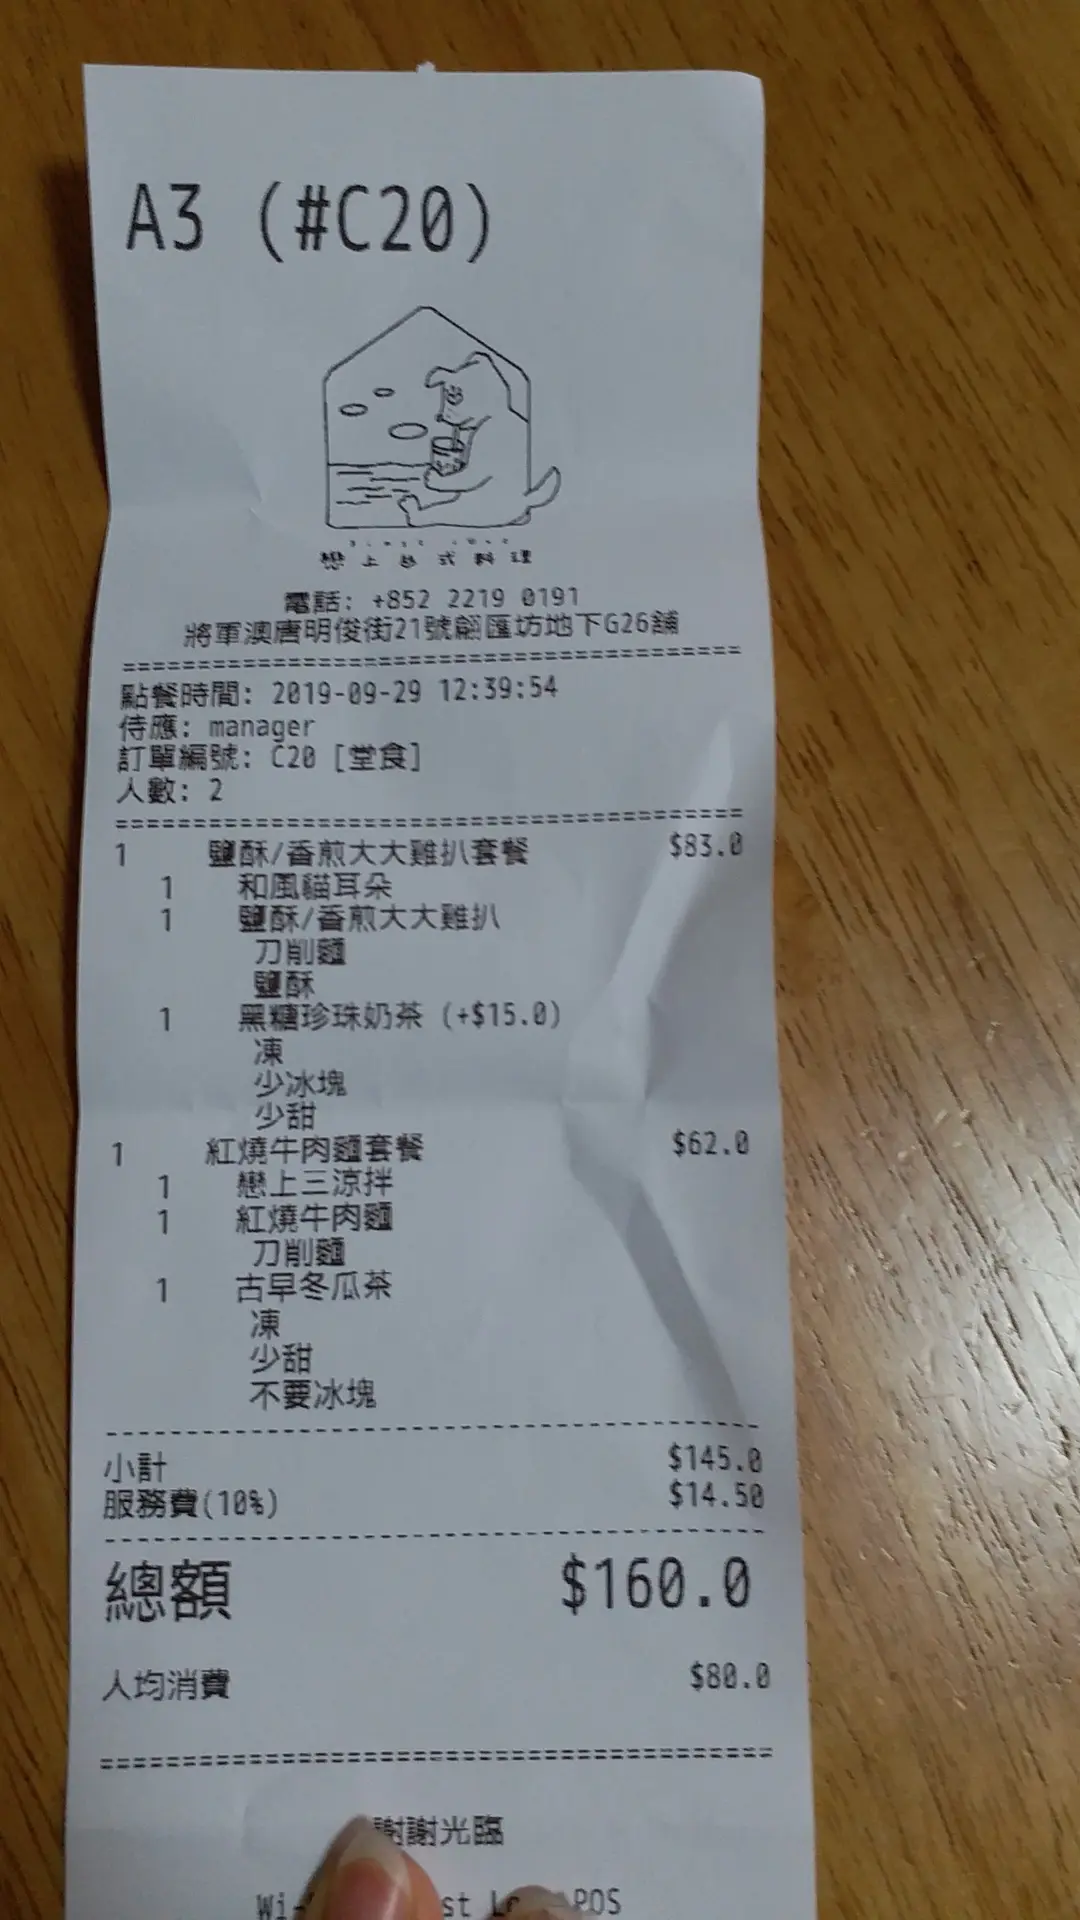 A3 (#C20)
戀上台式料理
電話: +852 2219 0191
將軍澳唐明俊街21號翩匯坊地下G26舖
點餐時間: 2019-09-29 12:39:54
侍應: manager
訂單編號: C20 [堂食]
人數: 2
1 鹽酥/香煎大大雞扒套餐 $83.0
1 和風貓耳朵
1 鹽酥/香煎大大雞扒
刀削麵
鹽酥
1 黑糖珍珠奶茶 (+$15.0)
凍
少冰塊
少甜
1 紅燒牛肉麵套餐 $62.0
1 戀上三涼拌
1 紅燒牛肉麵
刀削麵
1 古早冬瓜茶
凍
少甜
不要冰塊
小計 $145.0
服務費(10%) $14.50
總額 $160.0
人均消費 $80.0
謝謝光臨
POS